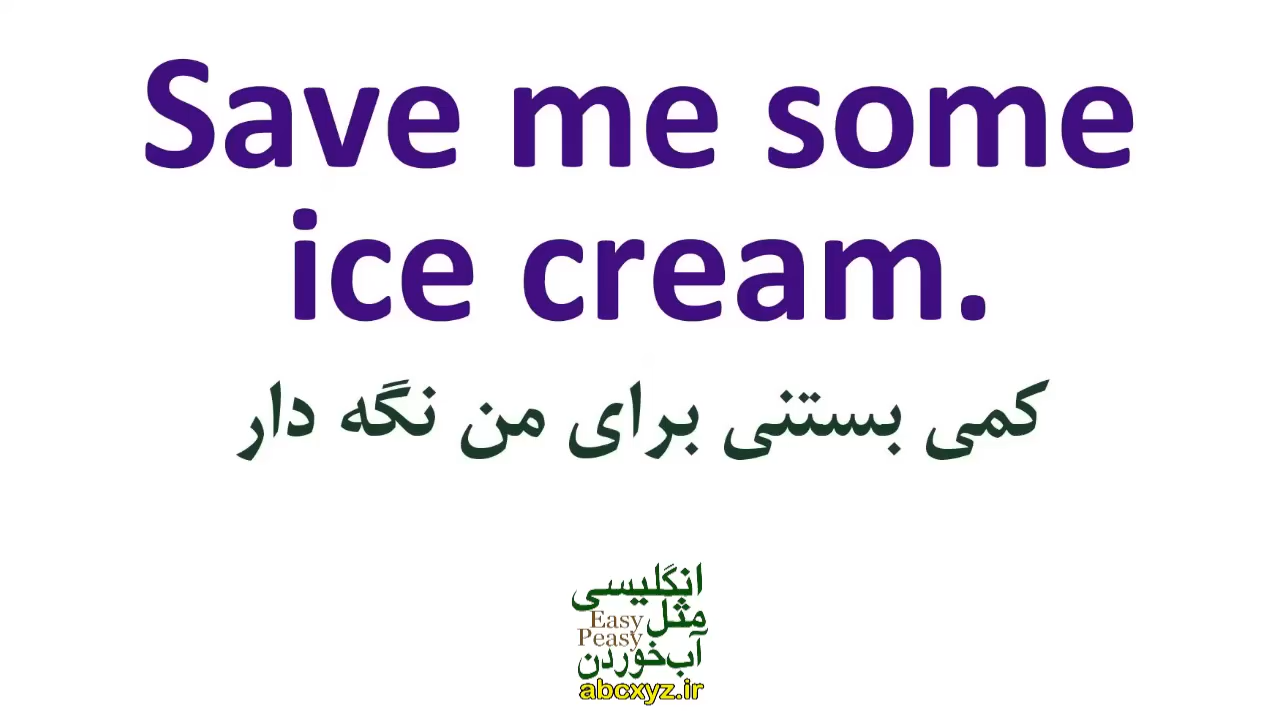 Save me some
ice cream.
کمی بستنی برای من نگه دار
انگلیسی
مثل
Easy
Peasy
آب‌خوردن
abcxyz.ir